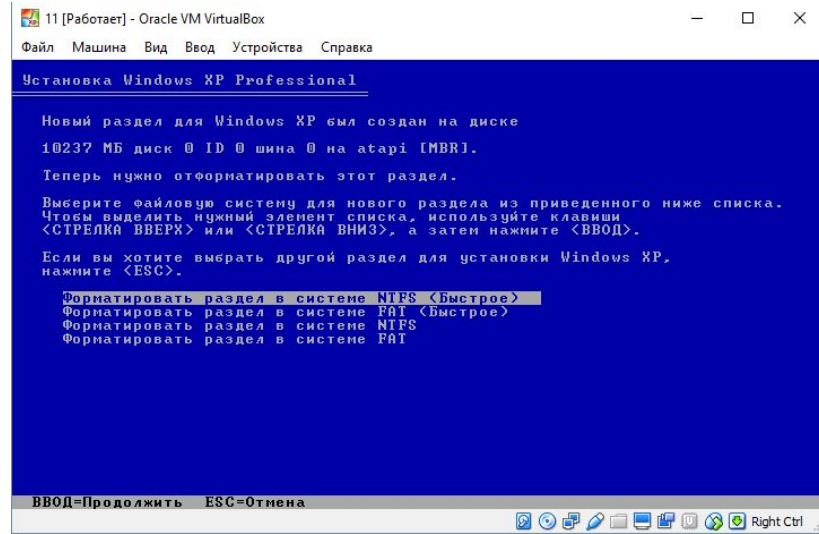 11 [Работает] - Oracle VM VirtualBox
Файл Машина Вид Ввод Устройства Справка
Установка Windows XP Professional
Новый раздел для Windows XP был создан на диске
10237 МБ диск 0 ID 0 шина 0 на atapi [MBR].
Теперь нужно отформатировать этот раздел.
Выберите файловую систему для нового раздела из приведенного ниже списка.
Чтобы выделить нужный элемент списка, используйте клавиши
<СТРЕЛКА ВВЕРХ> или <СТРЕЛКА ВНИЗ>, а затем нажмите <ВВОД>.
Если вы хотите выбрать другой раздел для установки Windows XP,
нажмите <ESC>.
Форматировать раздел в системе NTFS <Быстрое>
Форматировать раздел в системе FAT <Быстрое>
Форматировать раздел в системе NTFS
Форматировать раздел в системе FAT
ВВОД=Продолжить ESC=Отмена
Right Ctrl